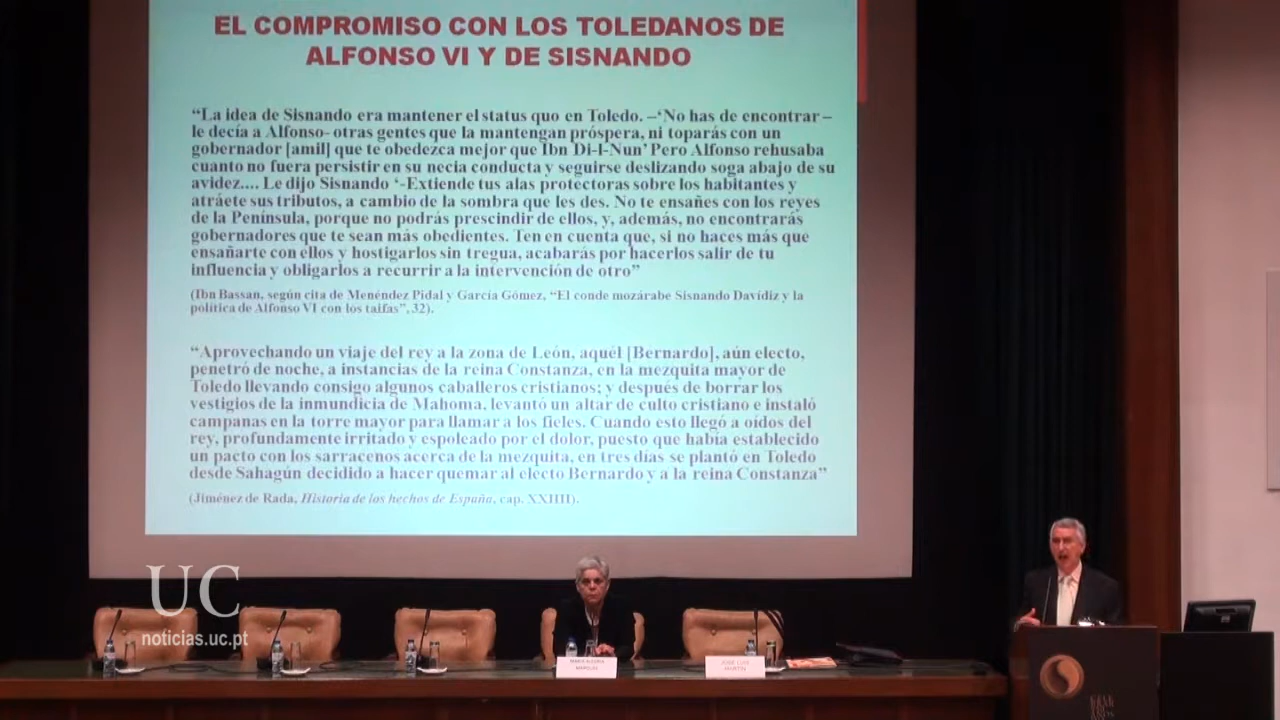 EL COMPROMISO CON LOS TOLEDANOS DE
ALFONSO VI Y DE SISNANDO
“La idea de Sisnando era mantener el status quo en Toledo. –‘No has de encontrar –
le decía a Alfonso- otras gentes que la mantengan próspera, ni toparás con un
gobernador [amil] que te obedezca mejor que Ibn Di-l-Nun’ Pero Alfonso rehusaba
cuanto no fuera persistir en su necia conducta y seguirse deslizando soga abajo de su
avidez.... Le dijo Sisnando ‘-Extiende tus alas protectoras sobre los habitantes y
atráete sus tributos, a cambio de la sombra que les des. No te ensañes con los reyes
de la Península, porque no podrás prescindir de ellos, y, además, no encontrarás
gobernadores que te sean más obedientes. Ten en cuenta que, si no haces más que
ensañarte con ellos y hostigarlos sin tregua, acabarás por hacerlos salir de tu
influencia y obligarlos a recurrir a la intervención de otro”
(Ibn Bassan, según cita de Menéndez Pidal y García Gómez, “El conde mozárabe Sisnando Davídiz y la
política de Alfonso VI con los taifas”, 32).
“Aprovechando un viaje del rey a la zona de León, aquél [Bernardo], aún electo,
penetró de noche, a instancias de la reina Constanza, en la mezquita mayor de
Toledo llevando consigo algunos caballeros cristianos; y después de borrar los
vestigios de la inmundicia de Mahoma, levantó un altar de culto cristiano e instaló
campanas en la torre mayor para llamar a los fieles. Cuando esto llegó a oídos del
rey, profundamente irritado y espoleado por el dolor, puesto que había establecido
un pacto con los sarracenos acerca de la mezquita, en tres días se plantó en Toledo
desde Sahagún decidido a hacer quemar al electo Bernardo y a la reina Constanza”
(Jiménez de Rada, Historia de los hechos de España, cap. XXIIII).
UC
noticias.uc.pt
MARIA ALEGRIA
MARQUES
JOSÉ LUIS
MARTÍN